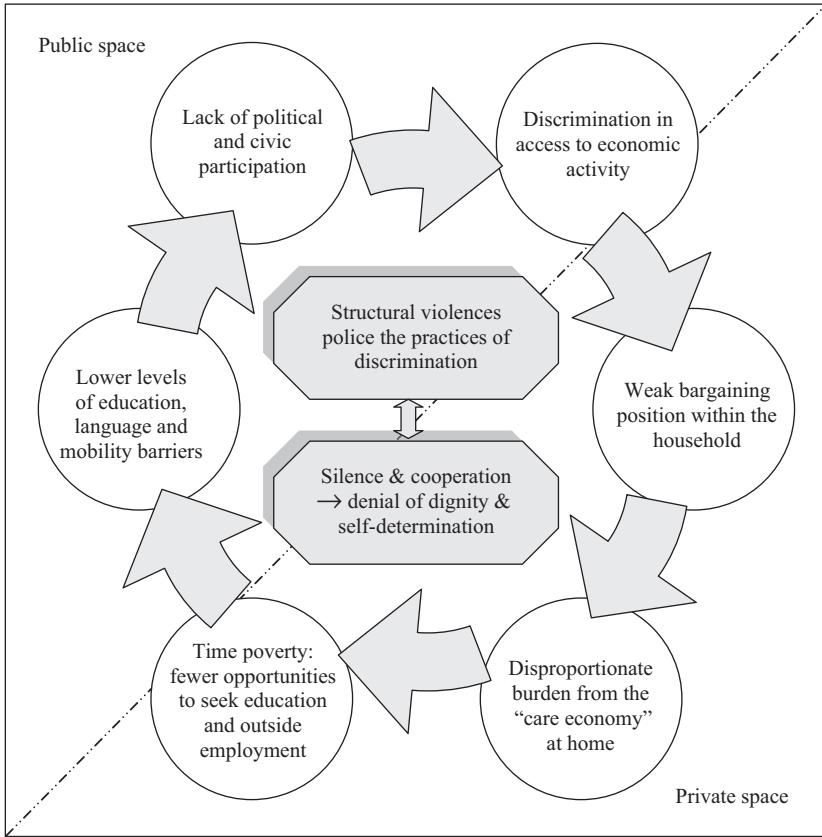 Public space
Lack of political
and civic
participation
Discrimination in
access to economic
activity
Structural violences
police the practices of
discrimination
Lower levels
of education,
language and
mobility barriers
Weak bargaining
position within the
household
Silence & cooperation
→ denial of dignity &
self-determination
Time poverty:
fewer opportunities
to seek education
and outside
employment
Disproportionate
burden from the
“care economy”
at home
Private space